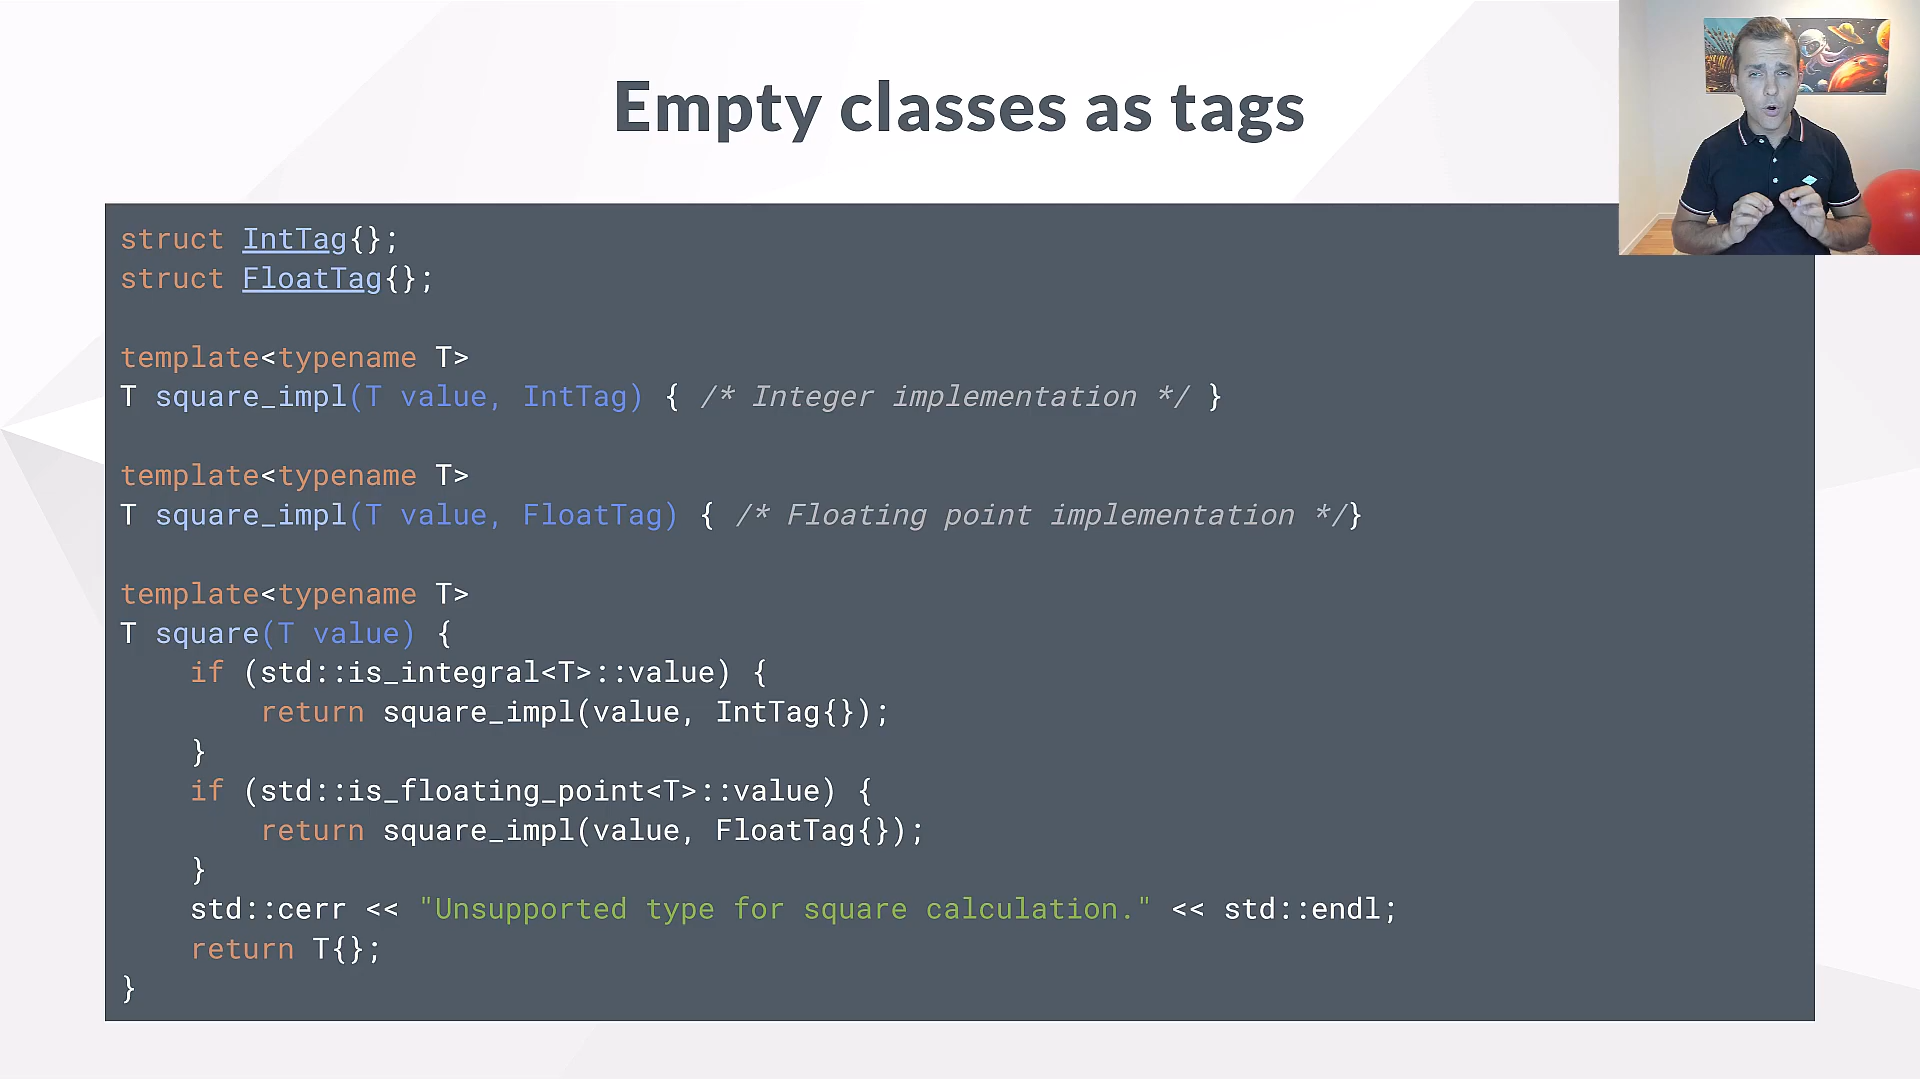 Empty classes as tags
struct IntTag{};
struct FloatTag{};
template<typename T>
T square_impl(T value, IntTag) { /* Integer implementation */ }
template<typename T>
T square_impl(T value, FloatTag) { /* Floating point implementation */}
template<typename T>
T square(T value) {
    if (std::is_integral<T>::value) {
        return square_impl(value, IntTag{});
    }
    if (std::is_floating_point<T>::value) {
        return square_impl(value, FloatTag{});
    }
    std::cerr << "Unsupported type for square calculation." << std::endl;
    return T{};
}